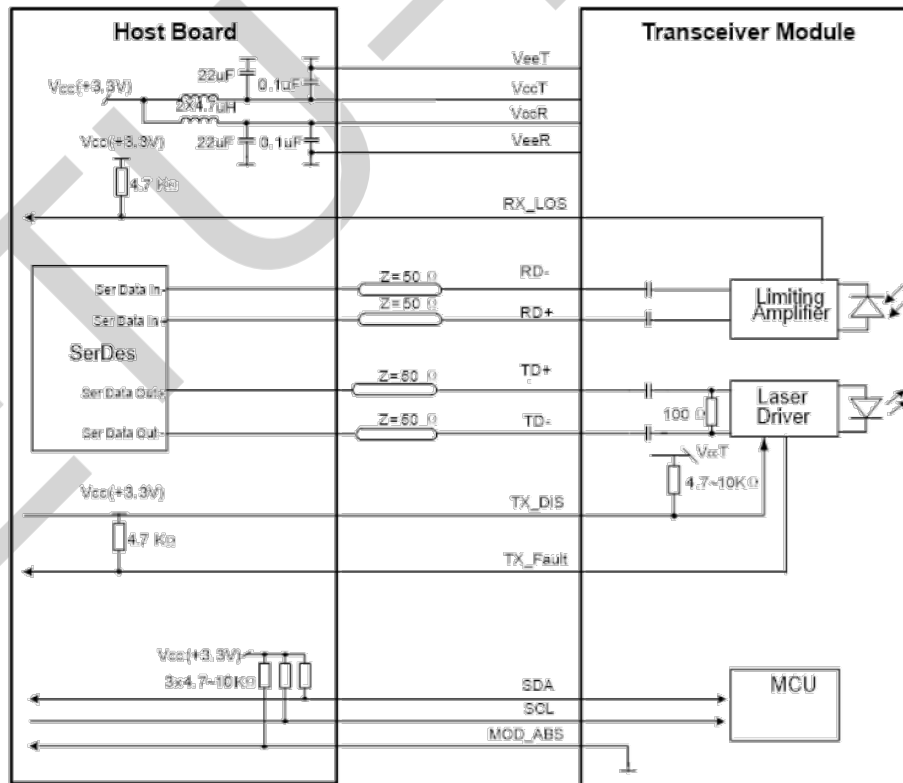 Host Board
Transceiver Module
VeeT
22uF
0.1uF
Vcc(+3.3V)
VccT
2X4.7uH
VccR
Vcc(+3.3V)
22uF
0.1uF
VeeR
4.7 KΩ
RX_LOS
Z=50 Ω
RD-
Ser Data In-
Limiting
Amplifier
Z=50 Ω
RD+
Ser Data In+
SerDes
Z=50 Ω
TD+
Ser Data Out+
Laser
Driver
100 Ω
Z=50 Ω
TD-
Ser Data Out-
VccT
4.7~10KΩ
Vcc(+3.3V)
TX_DIS
4.7 KΩ
TX_Fault
Vcc(+3.3V)
3x4.7~10KΩ
SDA
MCU
SCL
MOD_ABS